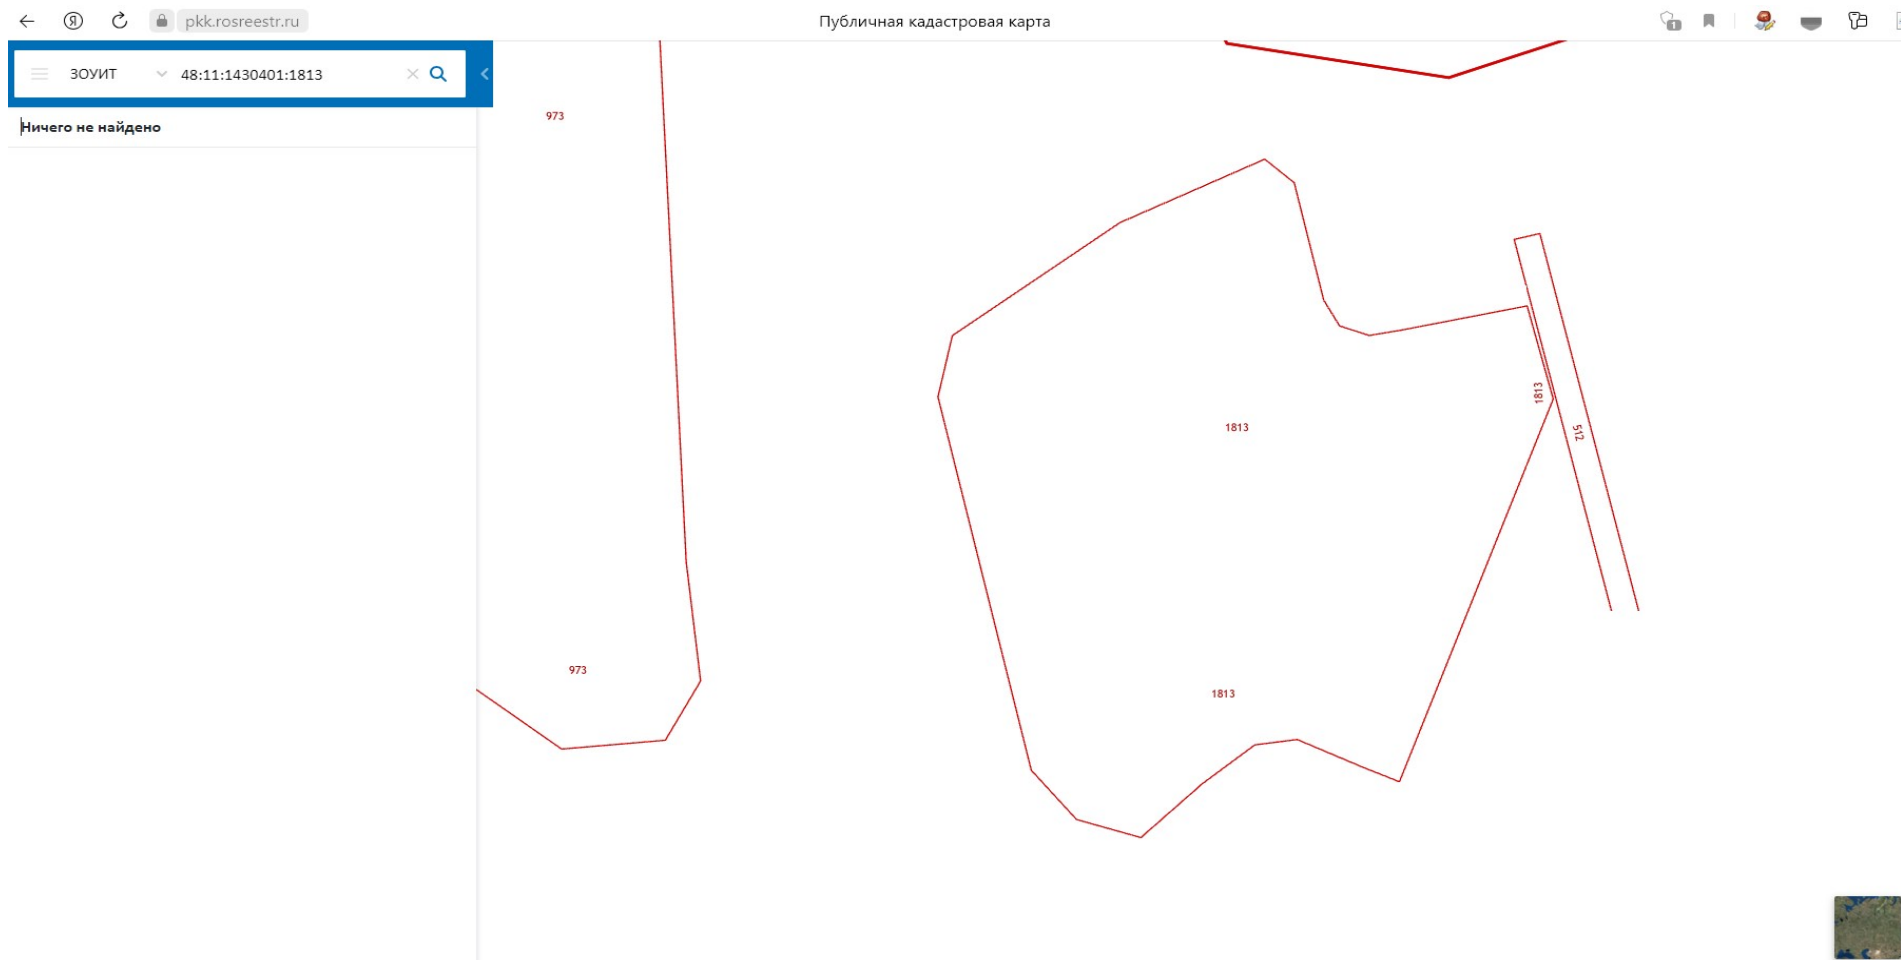 Я
pkk.rosreestr.ru
Публичная кадастровая карта
1
ЗОУИТ
48:11:1430401:1813
Ничего не найдено
973
1813
1813
512
973
1813